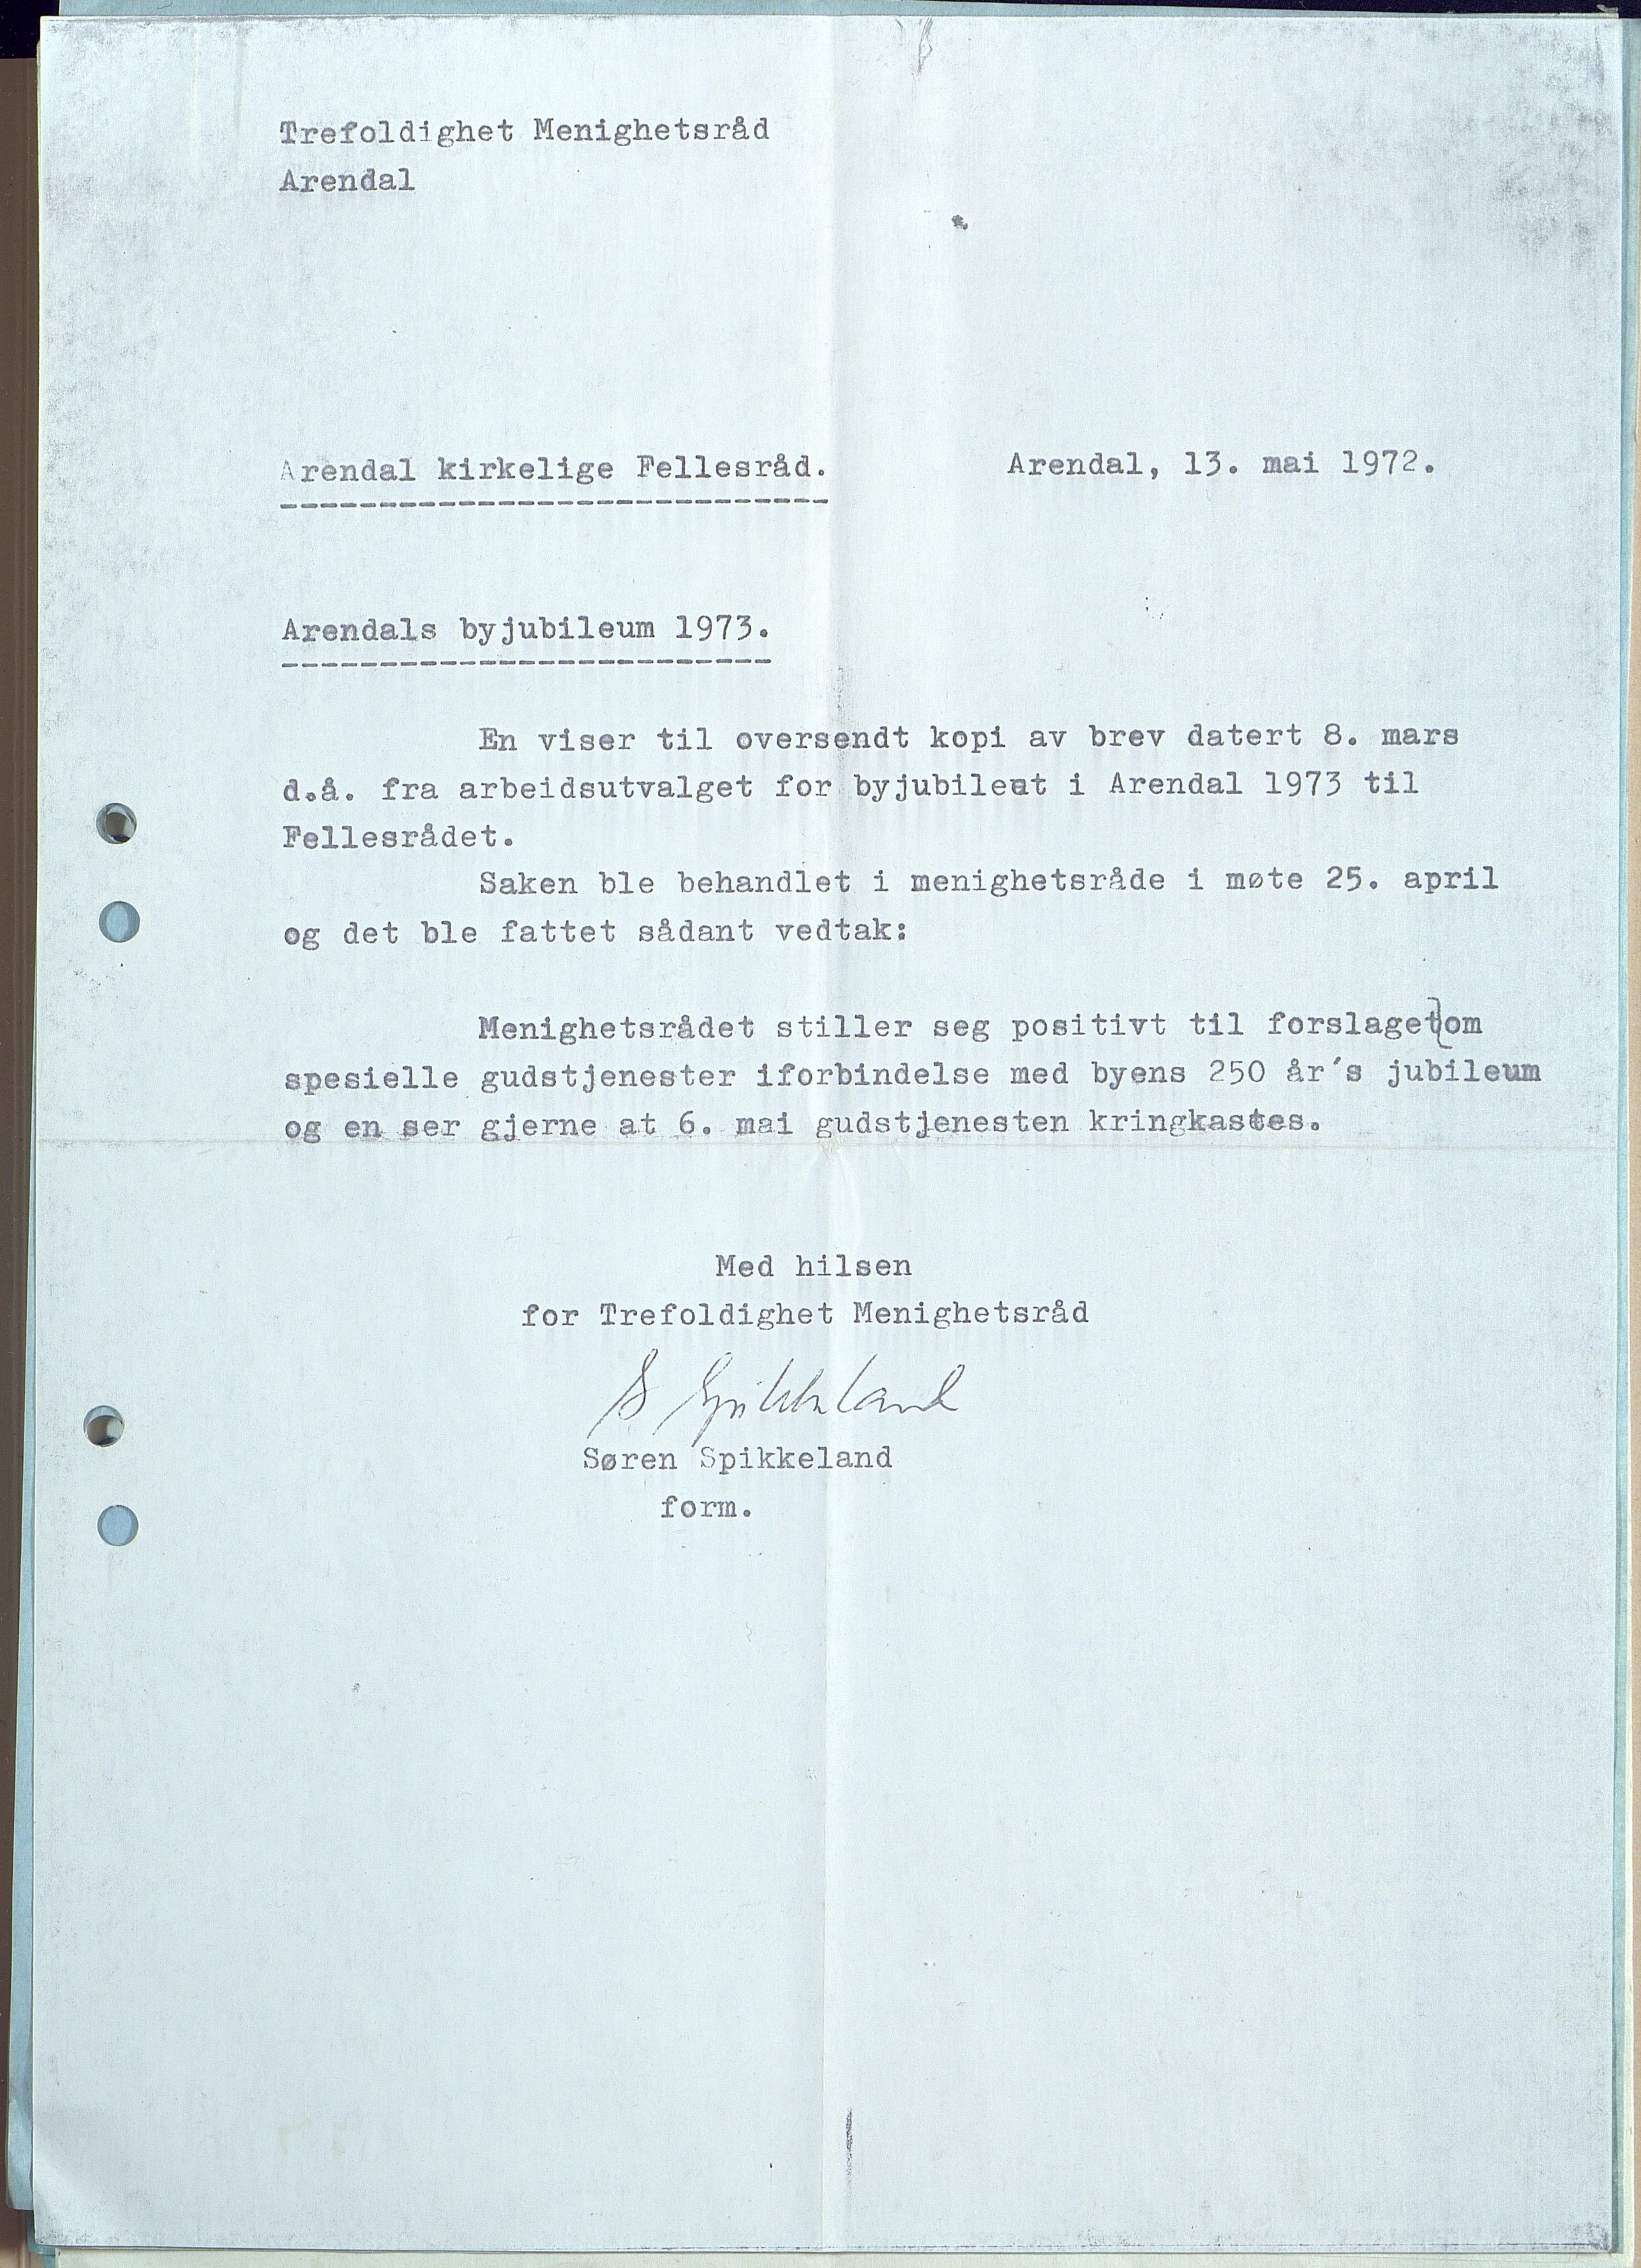 Trefoldighet Menighetsråd
Arendal
Arendal kirkelige Fellesråd.
Arendal, 13. mai 1972.
Arendals byjubileum 1973.
En viser til oversendt kopi av brev datert 8. mars
d.å. fra arbeidsutvalget for byjubileet i Arendal 1973 til
Fellesrådet.
Saken ble behandlet i menighetsråde i møte 25. april
og det ble fattet sådant vedtak:
Menighetsrådet stiller seg positivt til forslaget om
spesielle gudstjenester iforbindelse med byens 250 år's jubileum
og en ser gjerne at 6. mai gudstjenesten kringkastes.
Med hilsen
for Trefoldighet Menighetsråd
S Spikkeland
Søren Spikkeland
form.